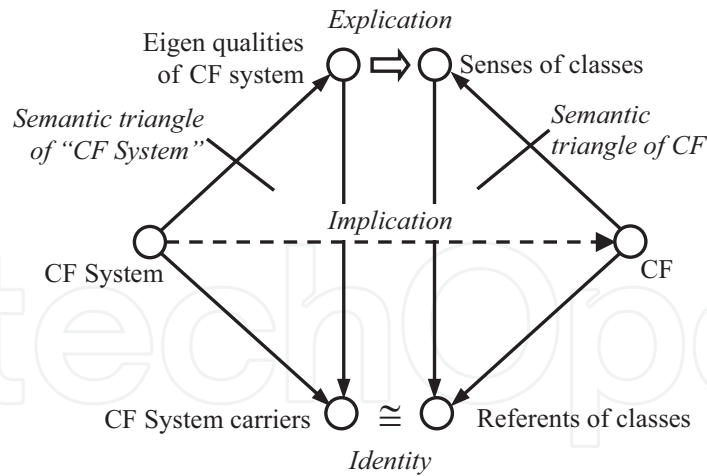 Explication
Eigen qualities
of CF system
Senses of classes
Semantic triangle
of “CF System”
Semantic
triangle of CF
Implication
CF System
CF
CF System carriers
≅
Referents of classes
Identity